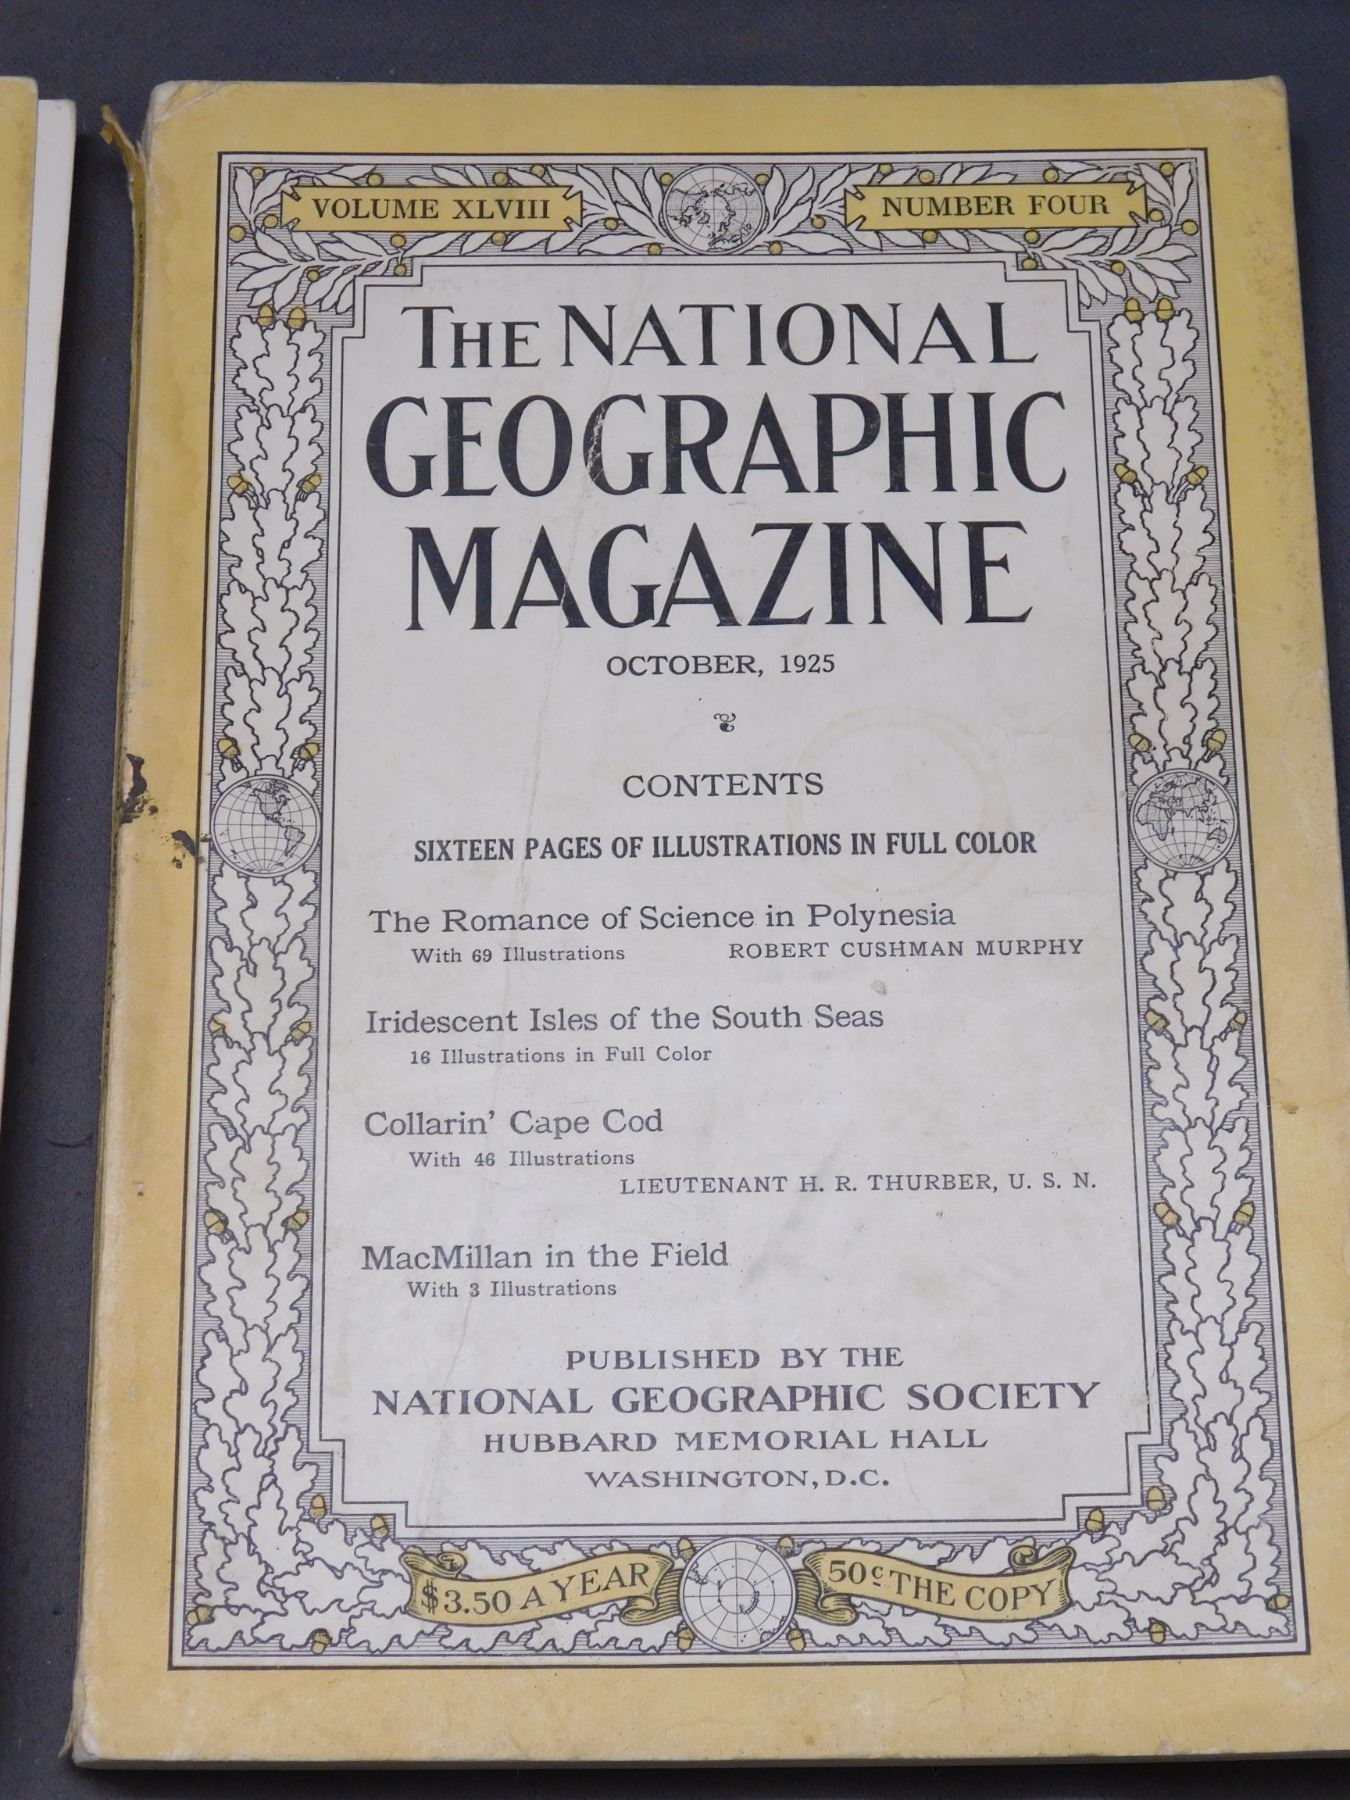 VOLUME XLVIII
NUMBER FOUR
THE NATIONAL
GEOGRAPHIC
MAGAZINE
OCTOBER, 1925
CONTENTS
SIXTEEN PAGES OF ILLUSTRATIONS IN FULL COLOR
The Romance of Science in Polynesia
With 69 Illustrations ROBERT CUSHMAN MURPHY
Iridescent Isles of the South Seas
16 Illustrations in Full Color
Collarin' Cape Cod
With 46 Illustrations
LIEUTENANT H. R. THURBER, U. S. N.
MacMillan in the Field
With 3 Illustrations
PUBLISHED BY THE
NATIONAL GEOGRAPHIC SOCIETY
HUBBARD MEMORIAL HALL
WASHINGTON, D.C.
$3.50 A YEAR
50c THE COPY